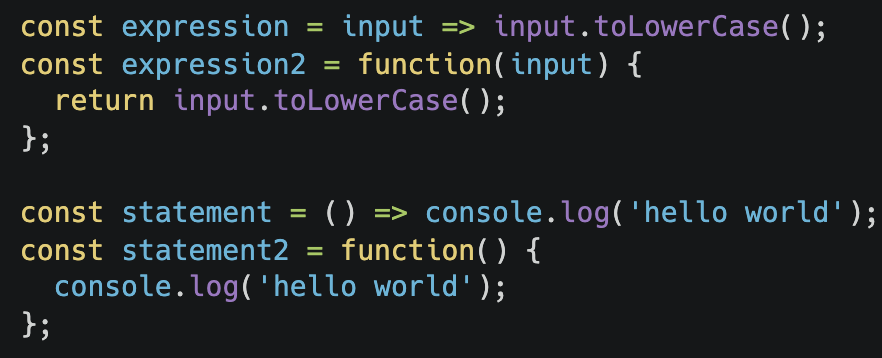 const expression = input => input.toLowerCase();
const expression2 = function(input) {
  return input.toLowerCase();
};

const statement = () => console.log('hello world');
const statement2 = function() {
  console.log('hello world');
};